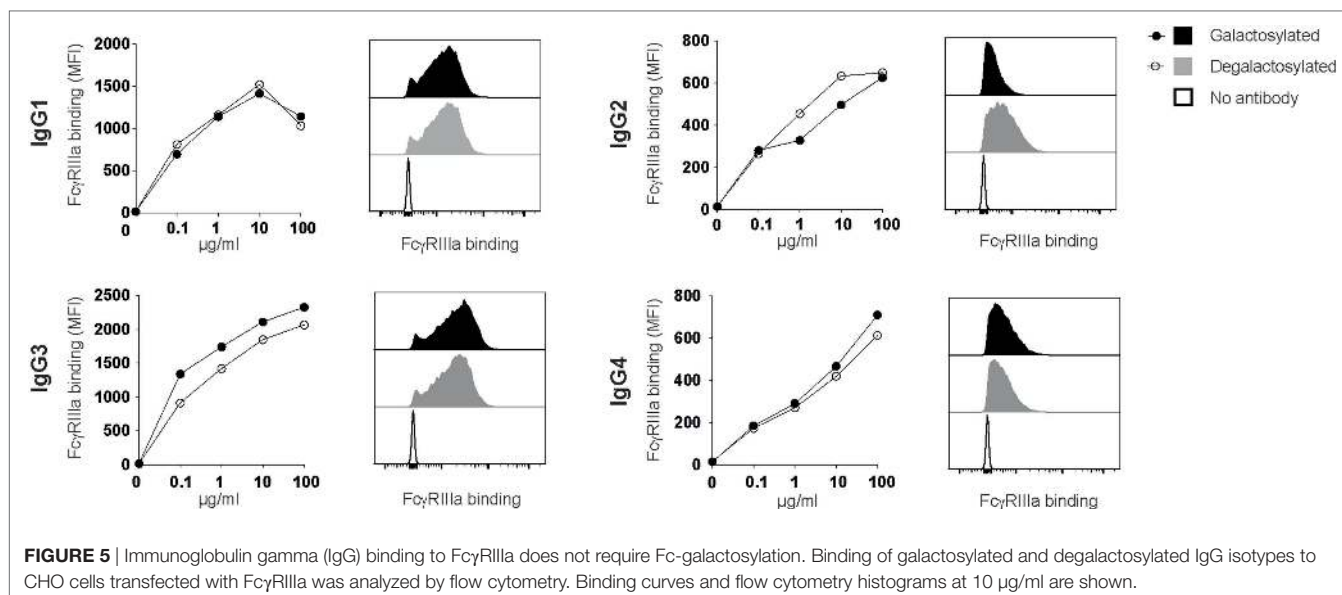 IgG1
FcγRIIIa binding (MFI)
2000
1500
1000
500
0
0 0.1 1 10 100
µg/ml
FcγRIIIa binding
IgG2
FcγRIIIa binding (MFI)
800
600
400
200
0
0 0.1 1 10 100
µg/ml
FcγRIIIa binding
Galactosylated
Degalactosylated
No antibody
IgG3
FcγRIIIa binding (MFI)
2500
2000
1500
1000
500
0
0 0.1 1 10 100
µg/ml
FcγRIIIa binding
IgG4
FcγRIIIa binding (MFI)
800
600
400
200
0
0 0.1 1 10 100
µg/ml
FcγRIIIa binding
FIGURE 5 | Immunoglobulin gamma (IgG) binding to FcγRIIIa does not require Fc-galactosylation. Binding of galactosylated and degalactosylated IgG isotypes to
CHO cells transfected with FcγRIIIa was analyzed by flow cytometry. Binding curves and flow cytometry histograms at 10 µg/ml are shown.